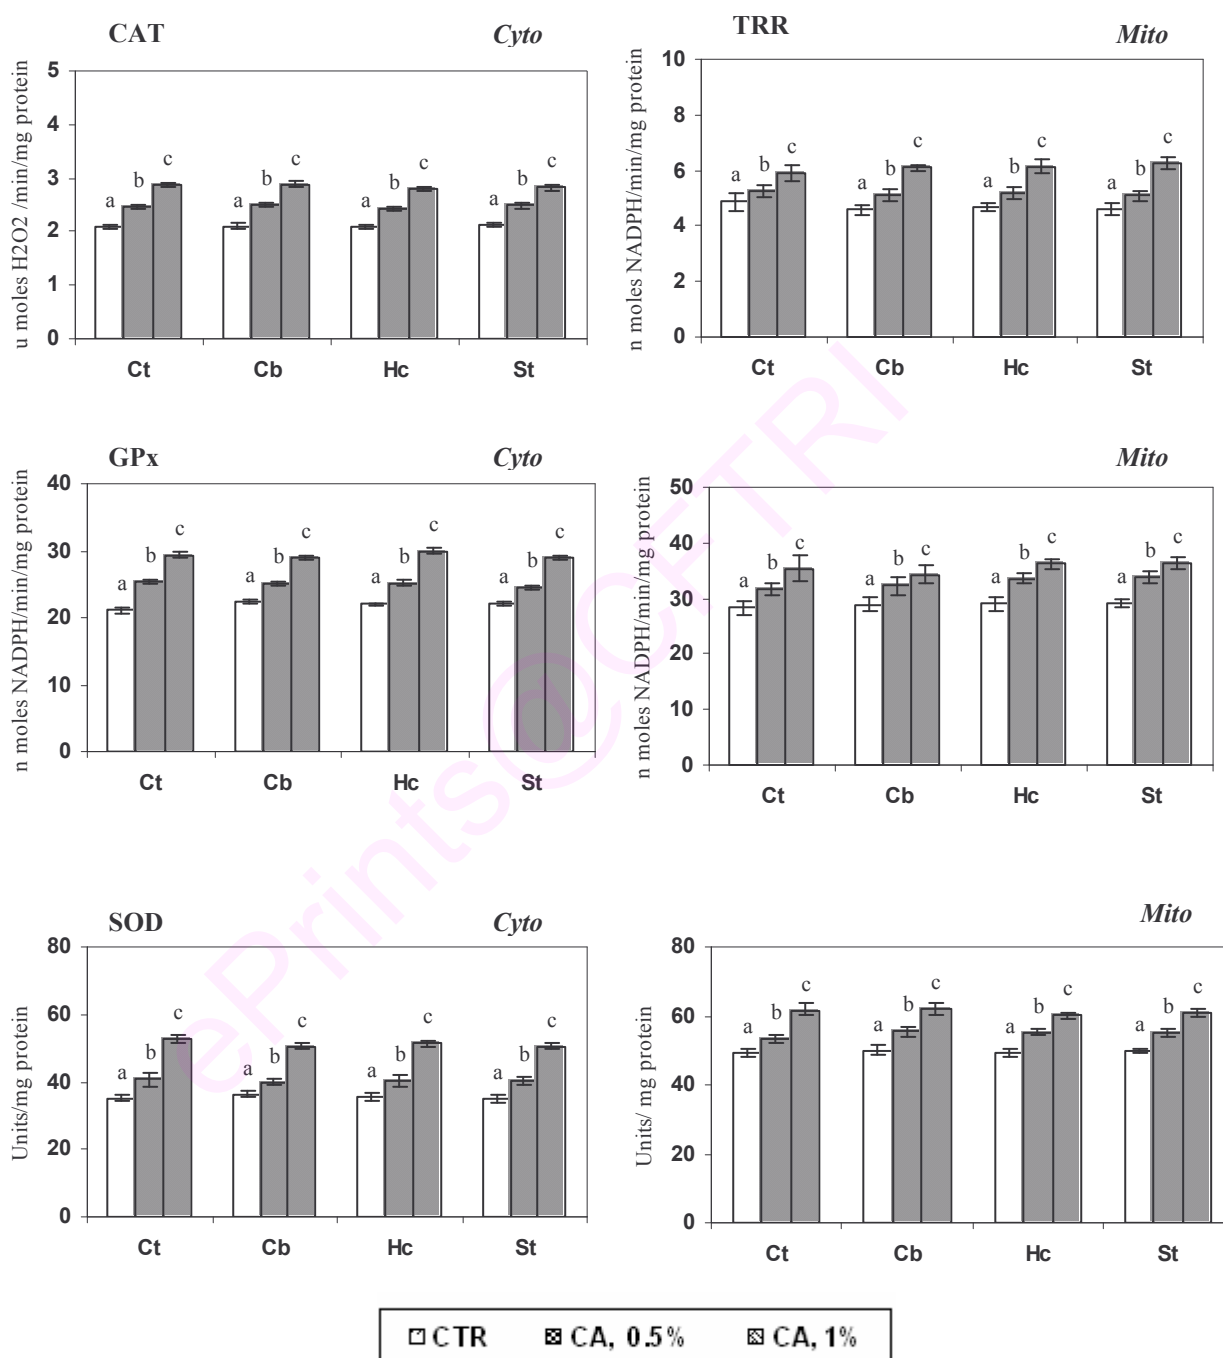 CAT
Cyto
u moles H2O2 /min/mg protein
5
4
3
2
1
0
a b c a b c a b c a b c
Ct Cb Hc St
TRR
Mito
n moles NADPH/min/mg protein
10
8
6
4
2
0
a b c a b c a b c a b c
Ct Cb Hc St
GPx
Cyto
n moles NADPH/min/mg protein
40
30
20
10
0
a b c a b c a b c a b c
Ct Cb Hc St
Mito
n moles NADPH/min/mg protein
50
40
30
20
10
0
a b c a b c a b c a b c
Ct Cb Hc St
SOD
Cyto
Units/mg protein
80
60
40
20
0
a b c a b c a b c a b c
Ct Cb Hc St
Mito
Units/ mg protein
80
60
40
20
0
a b c a b c a b c a b c
Ct Cb Hc St
CTR CA, 0.5% CA, 1%
ePrints@CFTRI